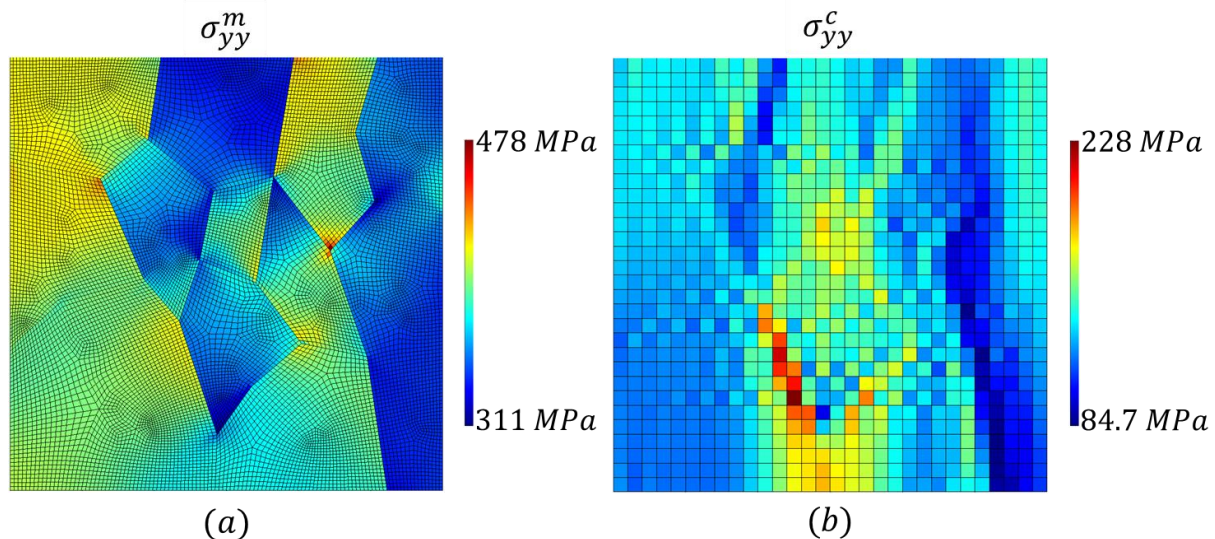 σ^m_yy
σ^c_yy
478 MPa
311 MPa
228 MPa
84.7 MPa
(a)
(b)